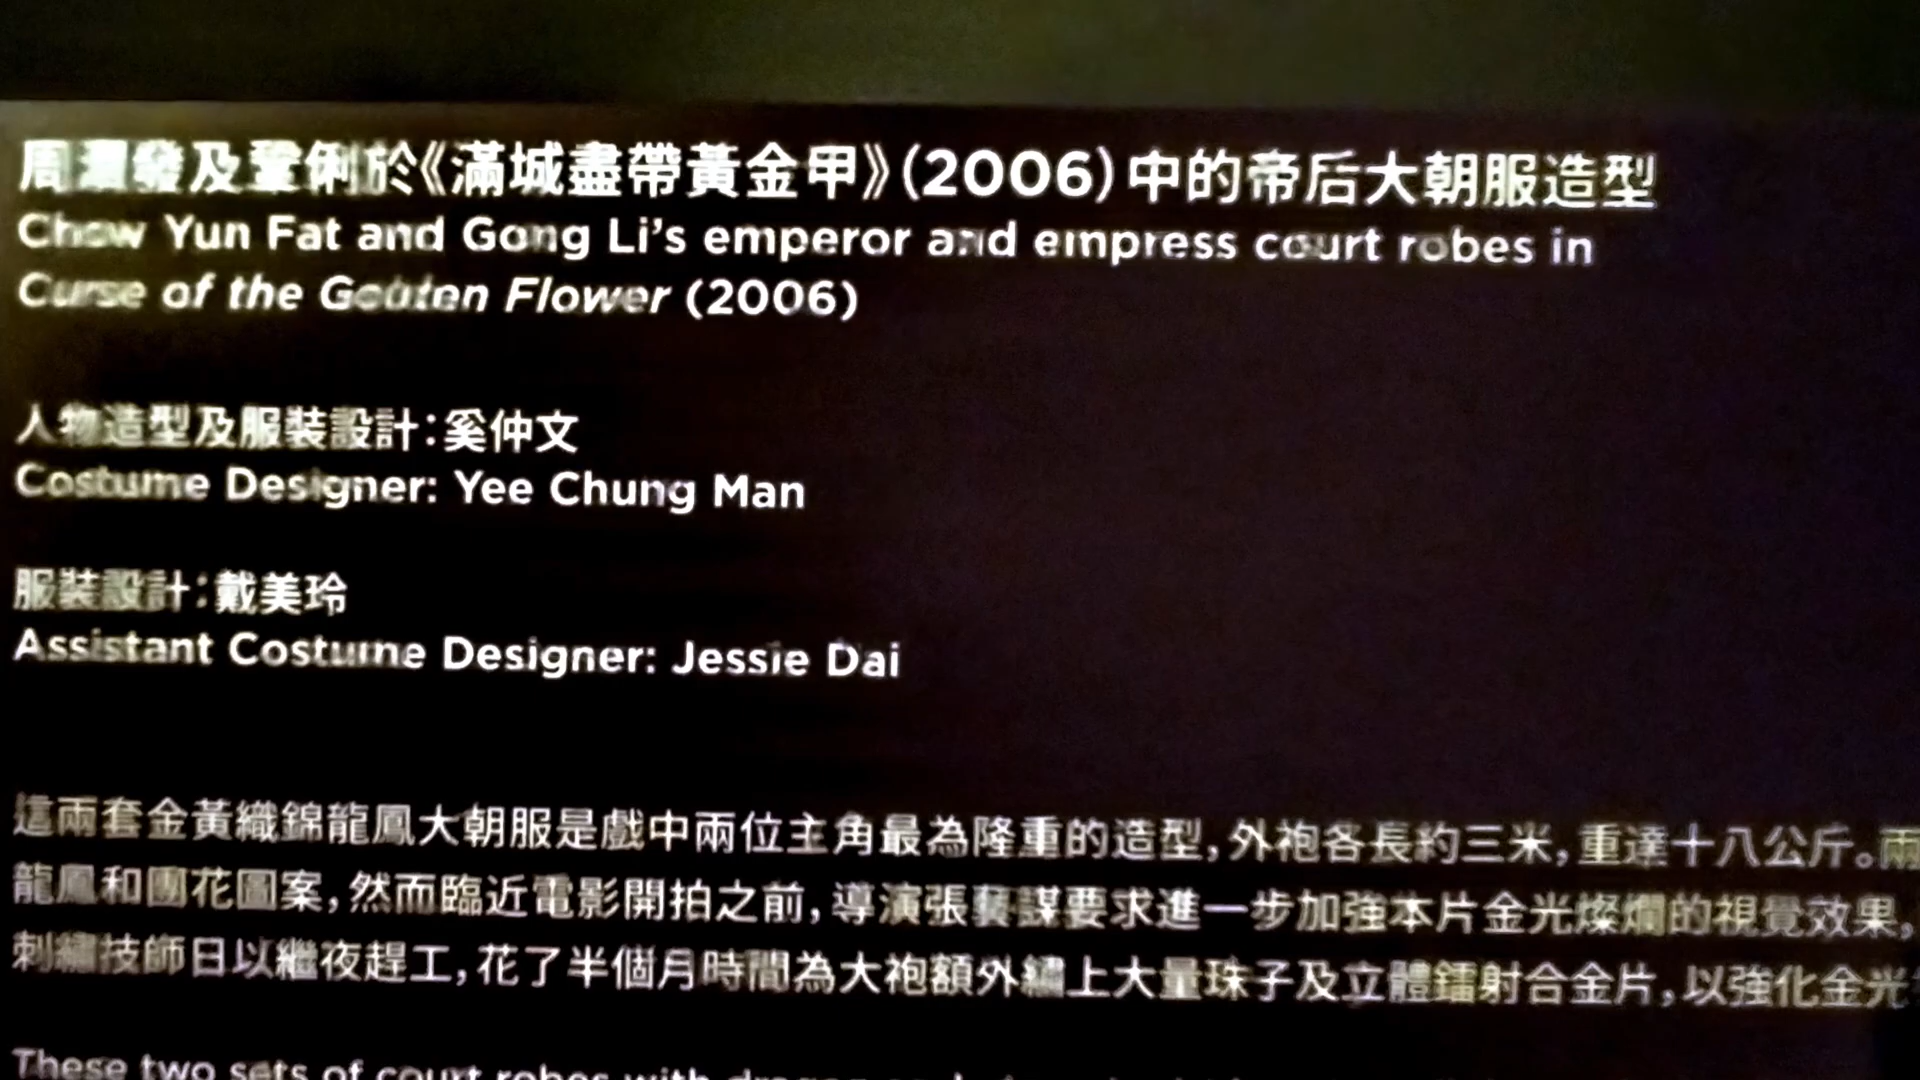 周潤發及鞏俐於《滿城盡帶黃金甲》(2006)中的帝后大朝服造型
Chow Yun Fat and Gong Li's emperor and empress court robes in
Curse of the Golden Flower (2006)
人物造型及服裝設計：奚仲文
Costume Designer: Yee Chung Man
服裝設計：戴美玲
Assistant Costume Designer: Jessie Dai
這兩套金黃織錦龍鳳大朝服是戲中兩位主角最為隆重的造型，外袍各長約三米，重達十八公斤。兩
龍鳳和團花圖案，然而臨近電影開拍之前，導演張藝謀要求進一步加強本片金光燦爛的視覺效果，
刺繡技師日以繼夜趕工，花了半個月時間為大袍額外繡上大量珠子及立體鐳射合金片，以強化金光
These two sets of court robes with